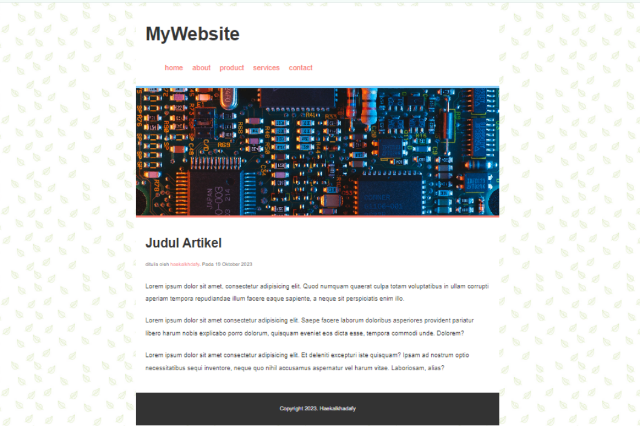 MyWebsite
home about product services contact
JAPAN
Judul Artikel
ditulis oleh haekalkhadafy. Pada 10 Oktober 2023
Lorem ipsum dolor sit amet, consectetur adipisicing elit. Quod numquam quaerat culpa totam voluptatibus in ullam corrupti
aperiam tempora repudiandae illum facere eaque sapiente, a neque sit perspiciatis enim illo.
Lorem ipsum dolor sit amet consectetur adipisicing elit. Saepe facere laborum doloribus asperiores provident pariatur
libero harum nobis explicabo porro dolorum, quisquam eveniet eos dicta esse, tempora commodi unde. Dolorem?
Lorem ipsum dolor sit amet consectetur adipisicing elit. Et deleniti excepturi iste quisquam? Ipsam ad nostrum optio
necessitatibus sequi inventore, neque quo nihil accusamus aspernatur vel harum vitae. Laboriosam, alias?
Copyright 2023. Haekalkhadafy